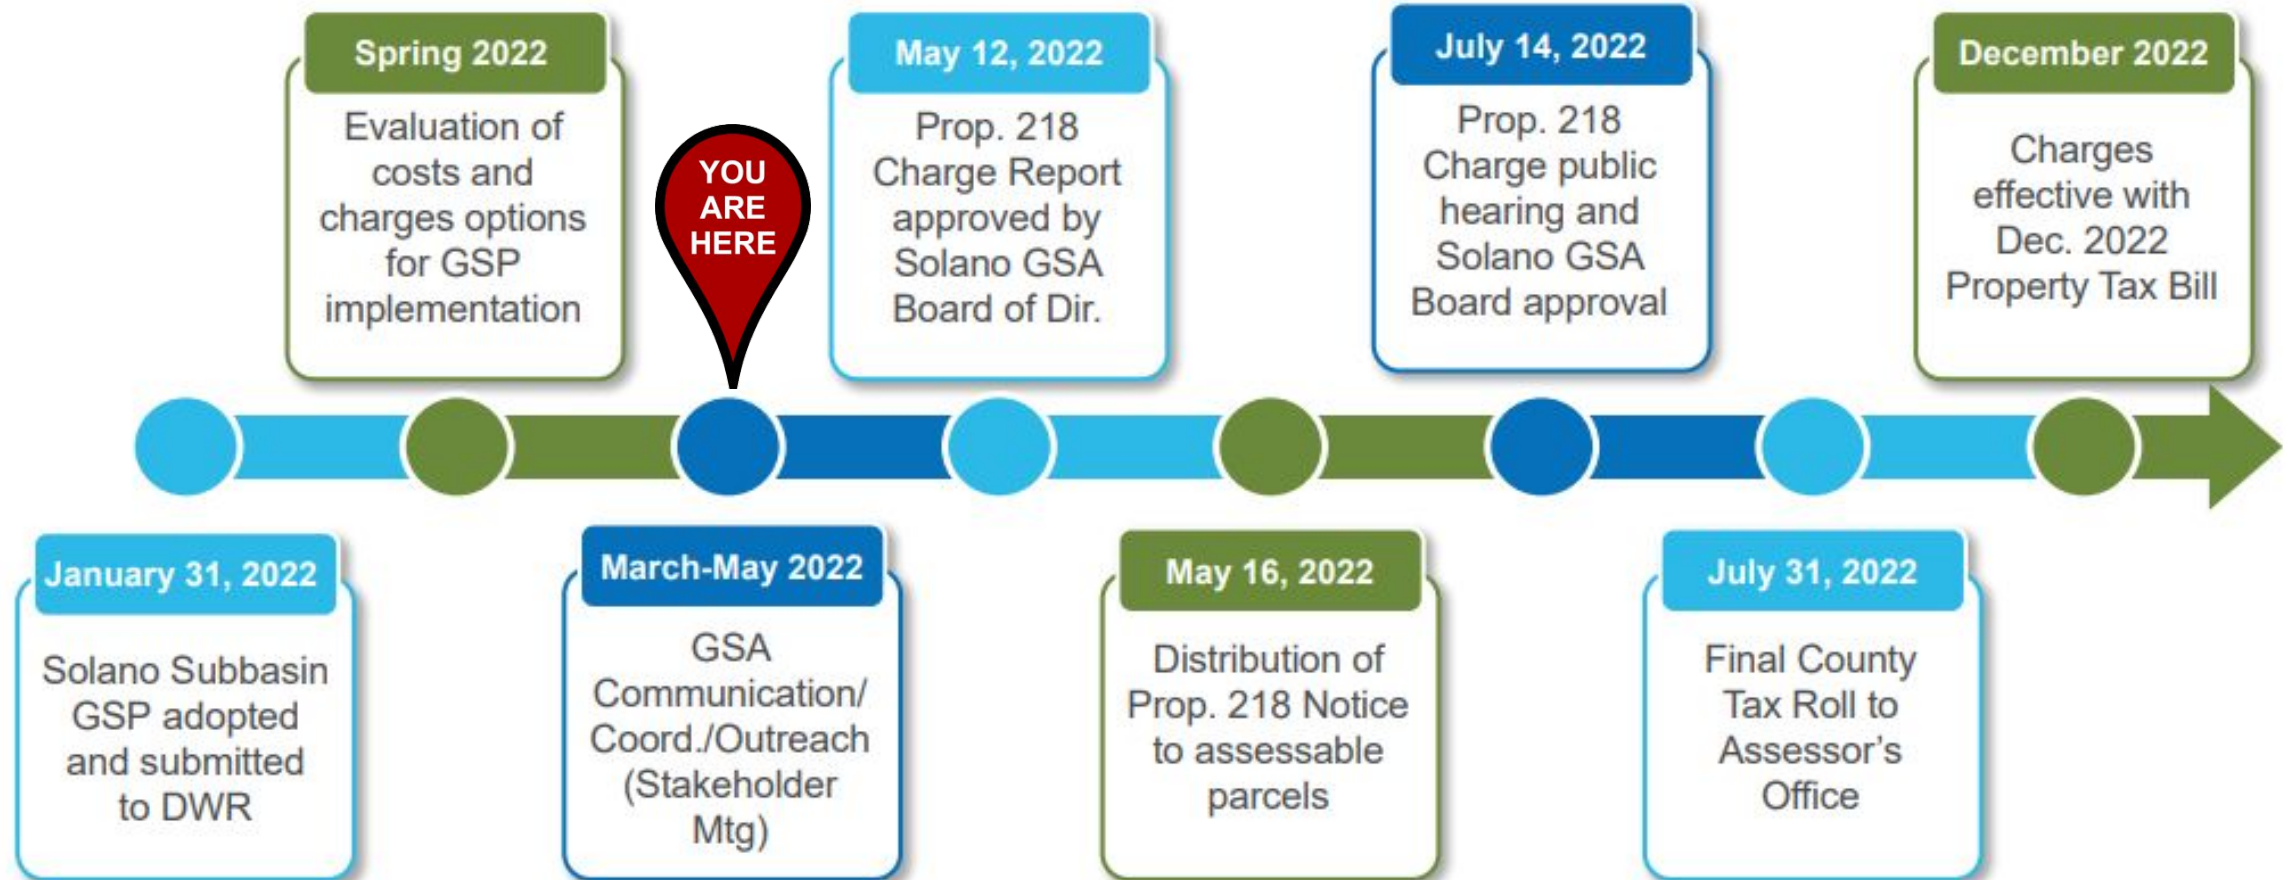 Spring 2022
Evaluation of
costs and
charges options
for GSP
implementation
YOU
ARE
HERE
May 12, 2022
Prop. 218
Charge Report
approved by
Solano GSA
Board of Dir.
July 14, 2022
Prop. 218
Charge public
hearing and
Solano GSA
Board approval
December 2022
Charges
effective with
Dec. 2022
Property Tax Bill
January 31, 2022
Solano Subbasin
GSP adopted
and submitted
to DWR
March-May 2022
GSA
Communication/
Coord./Outreach
(Stakeholder
Mtg)
May 16, 2022
Distribution of
Prop. 218 Notice
to assessable
parcels
July 31, 2022
Final County
Tax Roll to
Assessor’s
Office